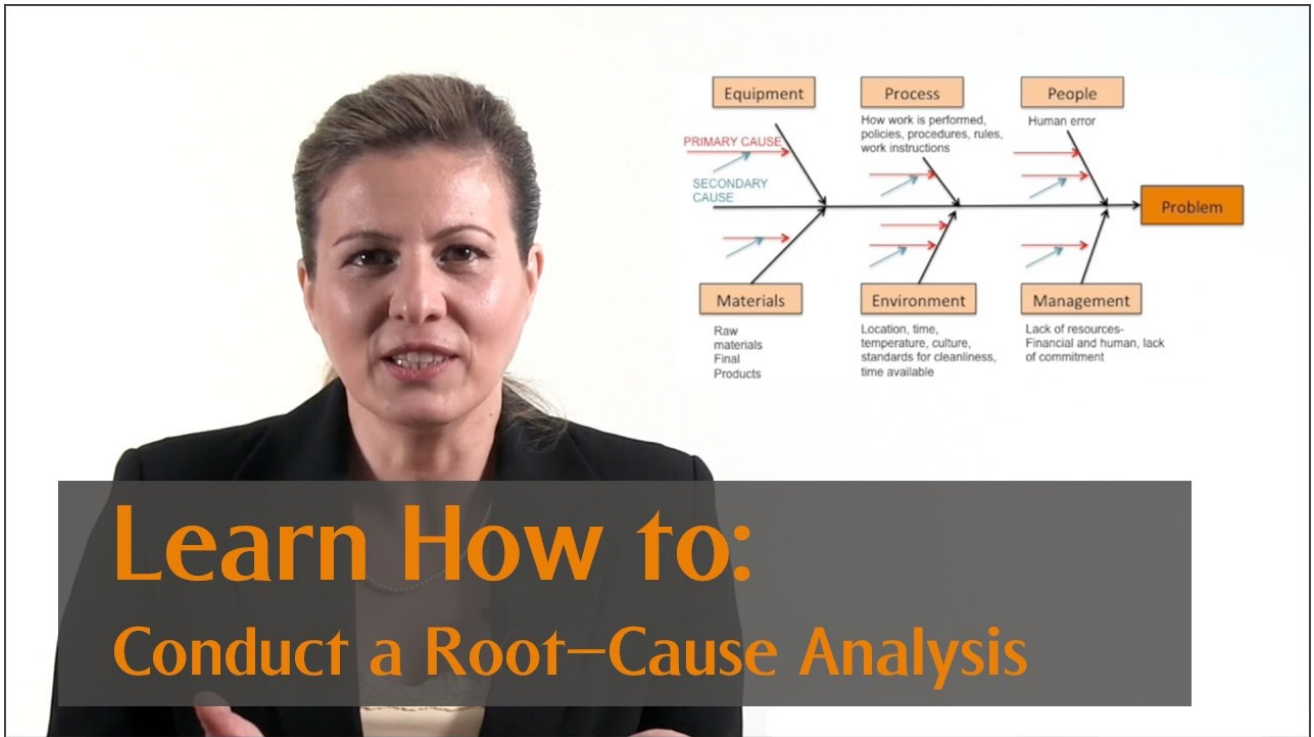 Equipment
Process
People
How work is performed,
policies, procedures, rules,
work instructions
Human error
PRIMARY CAUSE
SECONDARY
CAUSE
Problem
Materials
Environment
Management
Raw
materials
Final
Products
Location, time,
temperature, culture,
standards for cleanliness,
time available
Lack of resources-
Financial and human, lack
of commitment
Learn How to:
Conduct a Root-Cause Analysis